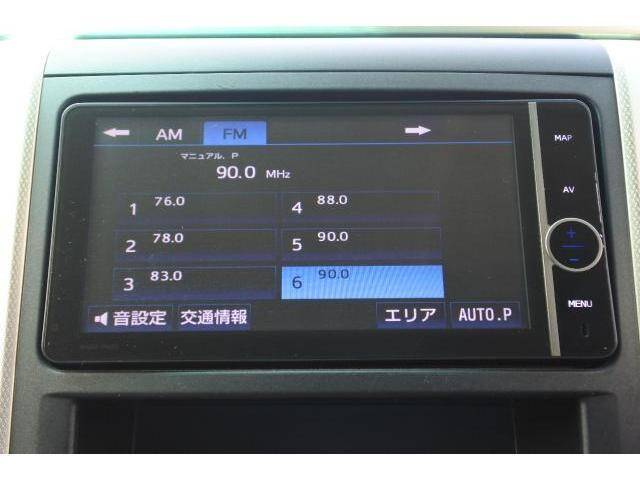 AM FM
マニュアル．P
90.0 MHz
1 76.0
4 88.0
2 78.0
5 90.0
3 83.0
6 90.0
音設定 交通情報 エリア AUTO.P
MAP
AV
+
−
MENU